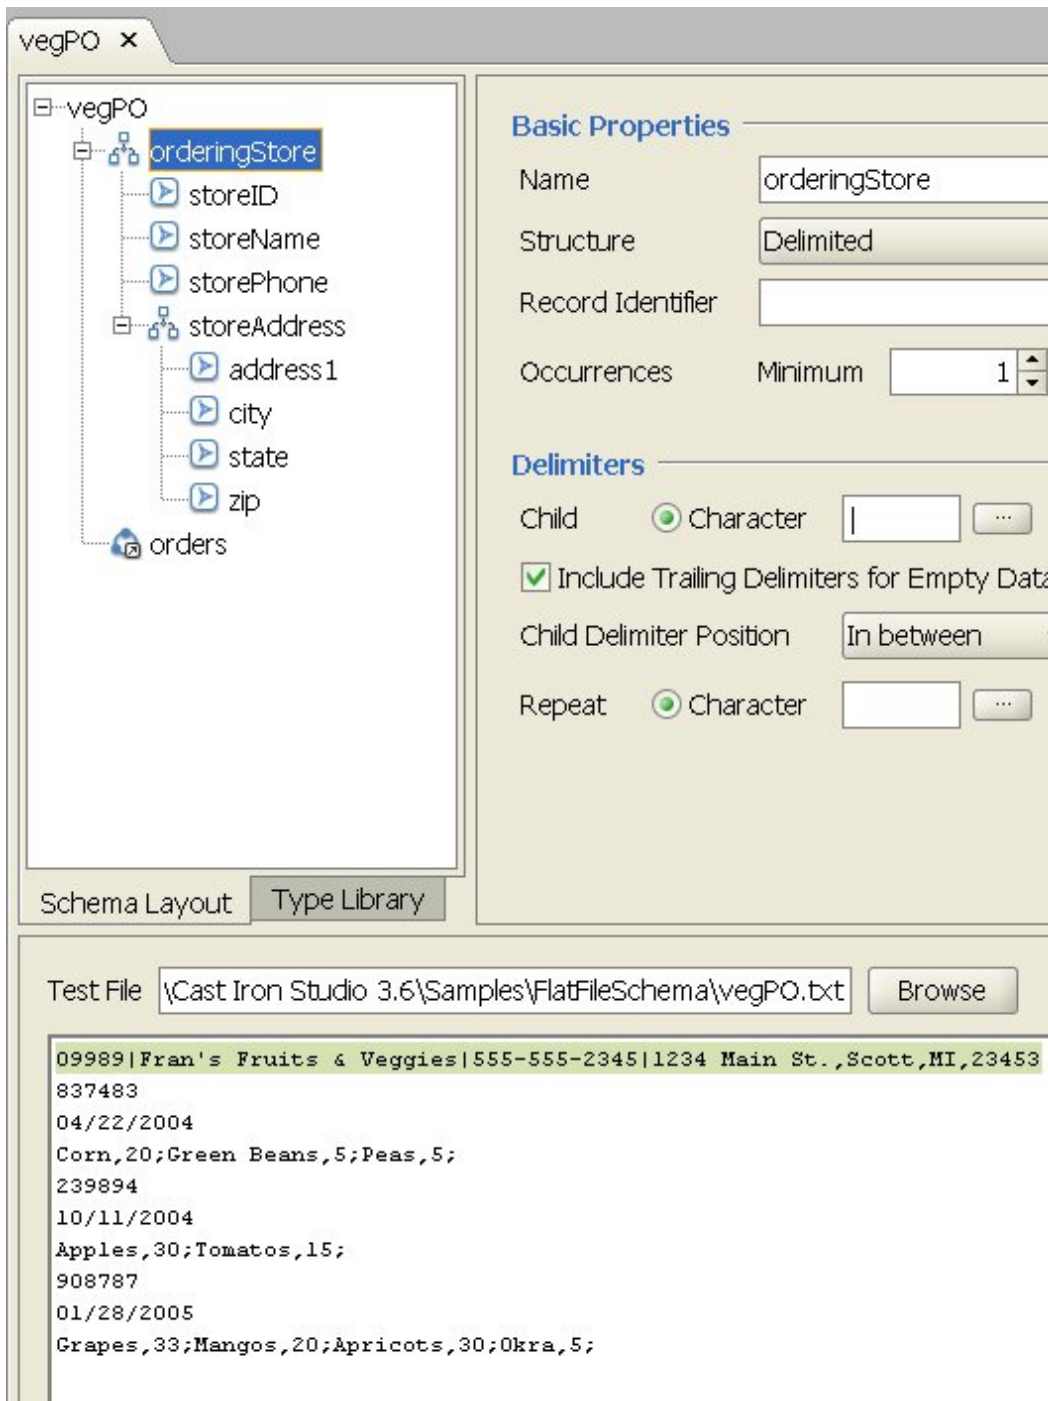 vegPO ×
vegPO
orderingStore
storeID
storeName
storePhone
storeAddress
address1
city
state
zip
orders
Schema Layout
Type Library
Basic Properties
Name orderingStore
Structure Delimited
Record Identifier
Occurrences Minimum 1
Delimiters
Child Character | ...
Include Trailing Delimiters for Empty Data
Child Delimiter Position In between
Repeat Character ...
Test File \Cast Iron Studio 3.6\Samples\FlatFileSchema\vegPO.txt Browse
09989|Fran's Fruits & Veggies|555-555-2345|1234 Main St.,Scott,MI,23453
837483
04/22/2004
Corn,20;Green Beans,5;Peas,5;
239894
10/11/2004
Apples,30;Tomatos,15;
908787
01/28/2005
Grapes,33;Mangos,20;Apricots,30;Okra,5;